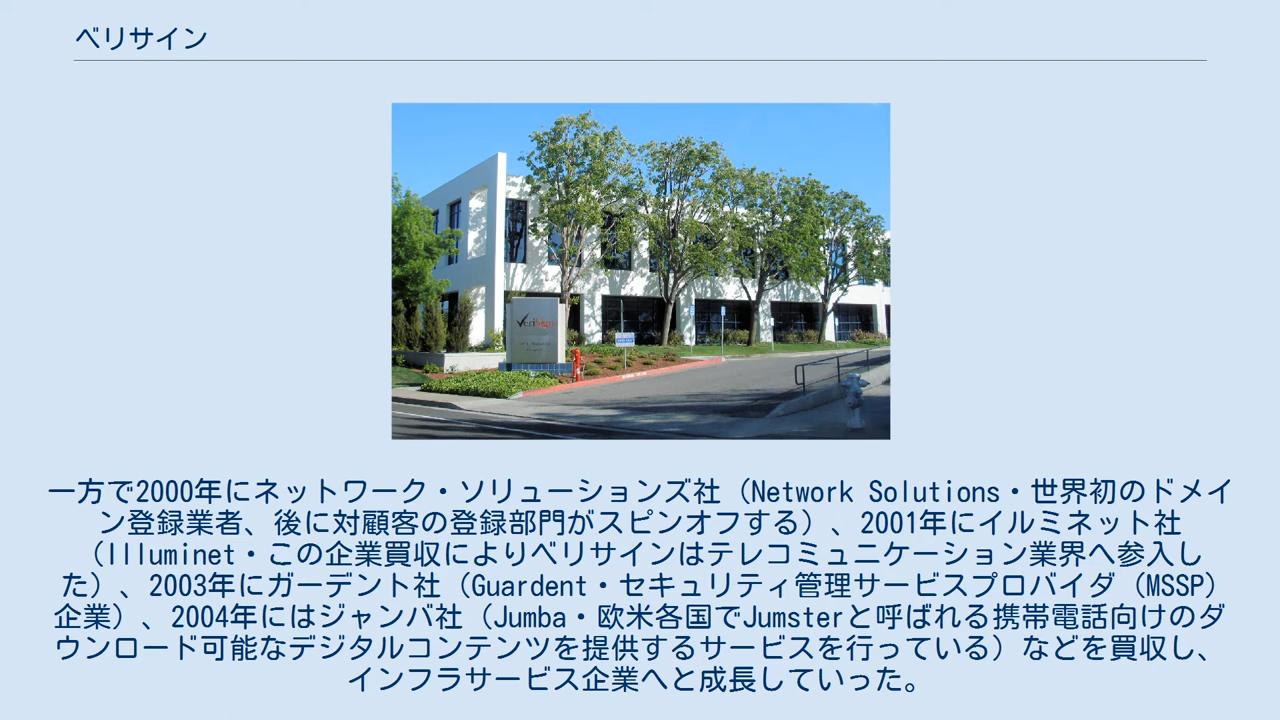 ベリサイン
VeriSign
一方で2000年にネットワーク・ソリューションズ社（Network Solutions・世界初のドメイ
ン登録業者、後に対顧客の登録部門がスピンオフする）、2001年にイルミネット社
（Illuminet・この企業買収によりベリサインはテレコミュニケーション業界へ参入し
た）、2003年にガーデント社（Guardent・セキュリティ管理サービスプロバイダ（MSSP）
企業）、2004年にはジャンバ社（Jumba・欧米各国でJumsterと呼ばれる携帯電話向けのダ
ウンロード可能なデジタルコンテンツを提供するサービスを行っている）などを買収し、
インフラサービス企業へと成長していった。